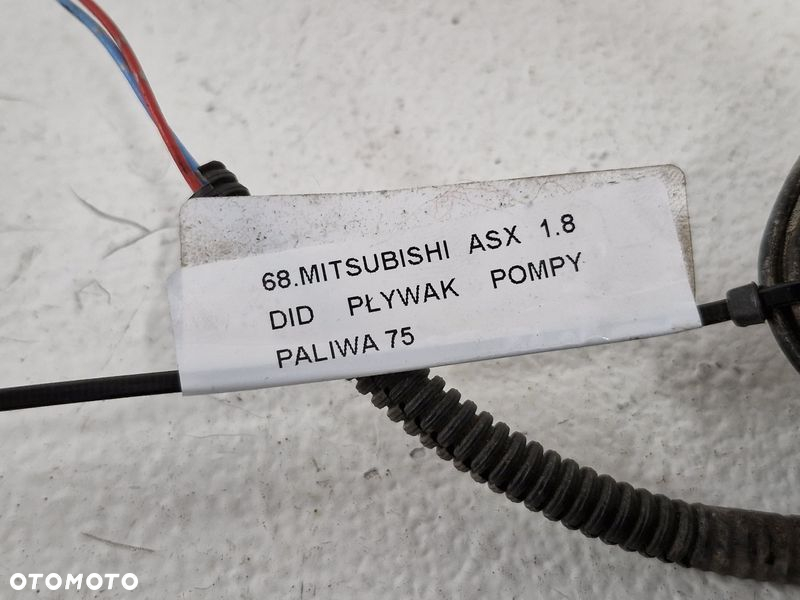 68.MITSUBISHI ASX 1.8
DID PŁYWAK POMPY
PALIWA 75
OTOMOTO